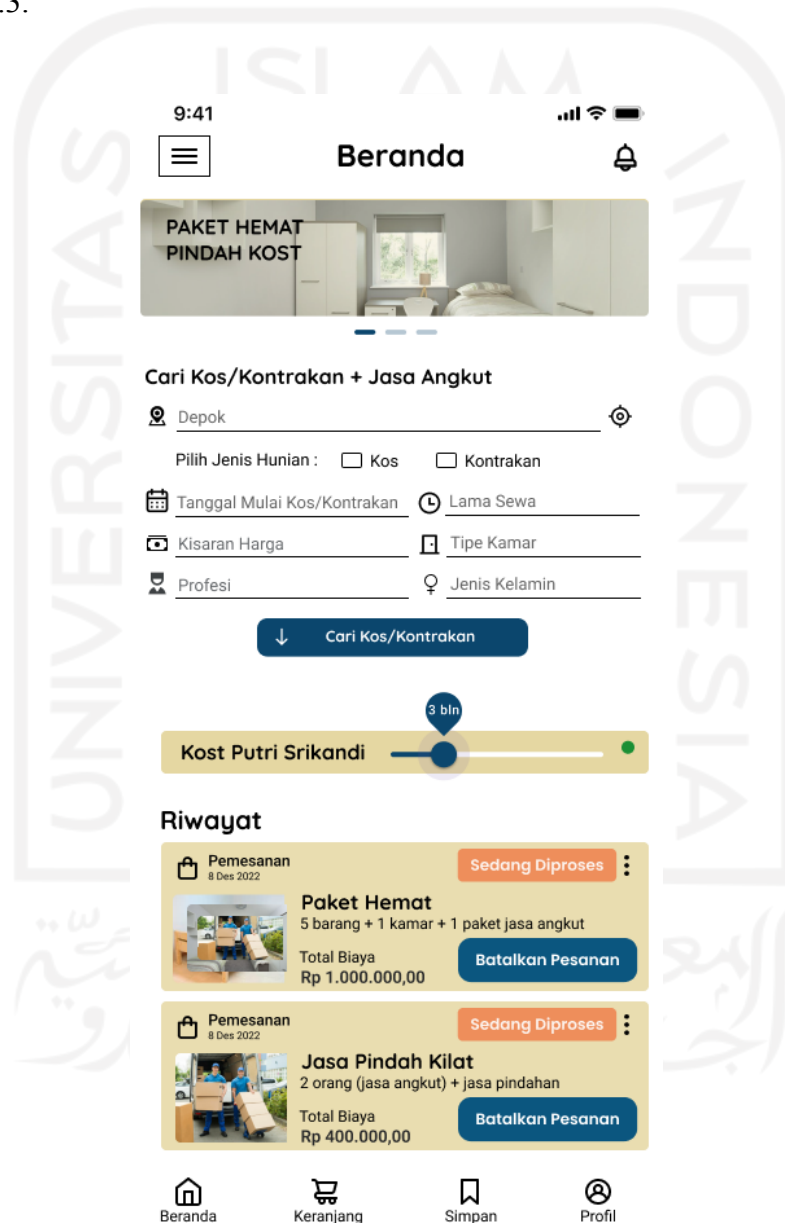 .3.
ISLAM
UNIVERSITAS
INDONESIA
9:41
Beranda
PAKET HEMAT
PINDAH KOST
Cari Kos/Kontrakan + Jasa Angkut
Depok
Pilih Jenis Hunian : Kos Kontrakan
Tanggal Mulai Kos/Kontrakan Lama Sewa
Kisaran Harga Tipe Kamar
Profesi Jenis Kelamin
Cari Kos/Kontrakan
3 bln
Kost Putri Srikandi
Riwayat
Pemesanan Sedang Diproses
8 Des 2022
Paket Hemat
5 barang + 1 kamar + 1 paket jasa angkut
Total Biaya Batalkan Pesanan
Rp 1.000.000,00
Pemesanan Sedang Diproses
8 Des 2022
Jasa Pindah Kilat
2 orang (jasa angkut) + jasa pindahan
Total Biaya Batalkan Pesanan
Rp 400.000,00
Beranda Keranjang Simpan Profil